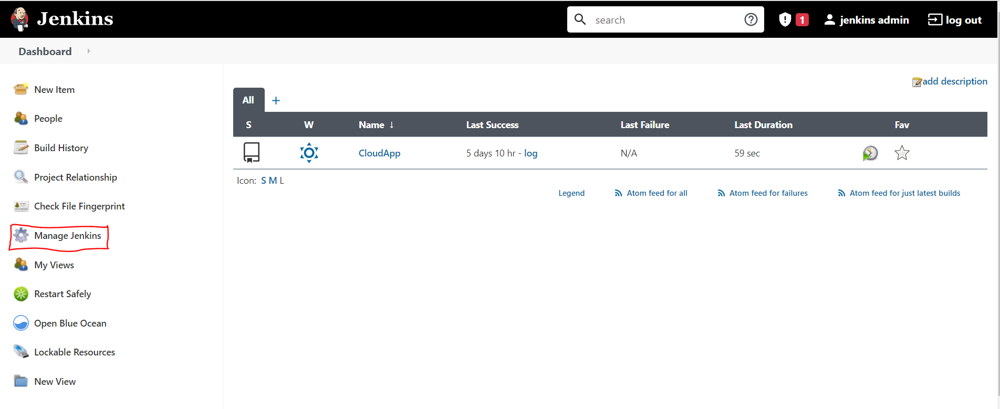 Jenkins
search
1
jenkins admin
log out
Dashboard
New Item
People
Build History
Project Relationship
Check File Fingerprint
Manage Jenkins
My Views
Restart Safely
Open Blue Ocean
Lockable Resources
New View
add description
All +
S W Name ↓ Last Success Last Failure Last Duration Fav
CloudApp 5 days 10 hr - log N/A 59 sec
Icon: S M L
Legend Atom feed for all Atom feed for failures Atom feed for just latest builds